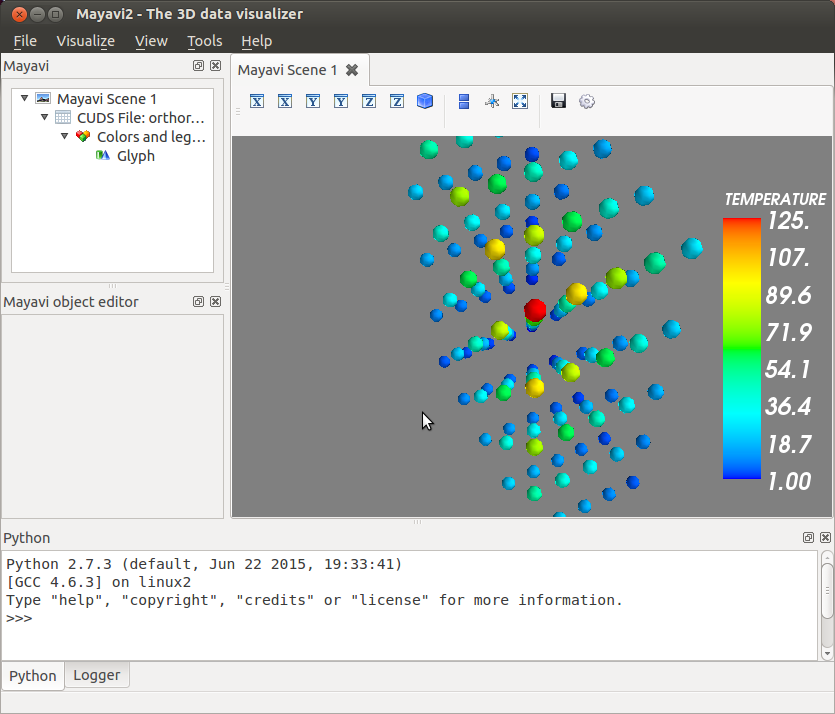 Mayavi2 - The 3D data visualizer
File Visualize View Tools Help
Mayavi
Mayavi Scene 1
CUDS File: orthor...
Colors and leg...
Glyph
Mayavi object editor
Mayavi Scene 1
X X Y Y Z Z
TEMPERATURE
125.
107.
89.6
71.9
54.1
36.4
18.7
1.00
Python
Python 2.7.3 (default, Jun 22 2015, 19:33:41)
[GCC 4.6.3] on linux2
Type "help", "copyright", "credits" or "license" for more information.
>>>
Python Logger